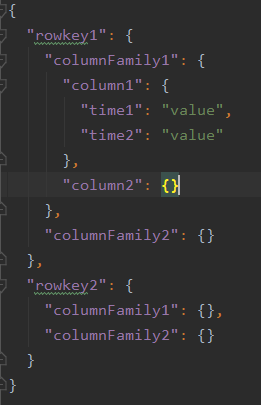 {
  "rowkey1": {
    "columnFamily1": {
      "column1": {
        "time1": "value",
        "time2": "value"
      },
      "column2": {}
    },
    "columnFamily2": {}
  },
  "rowkey2": {
    "columnFamily1": {},
    "columnFamily2": {}
  }
}